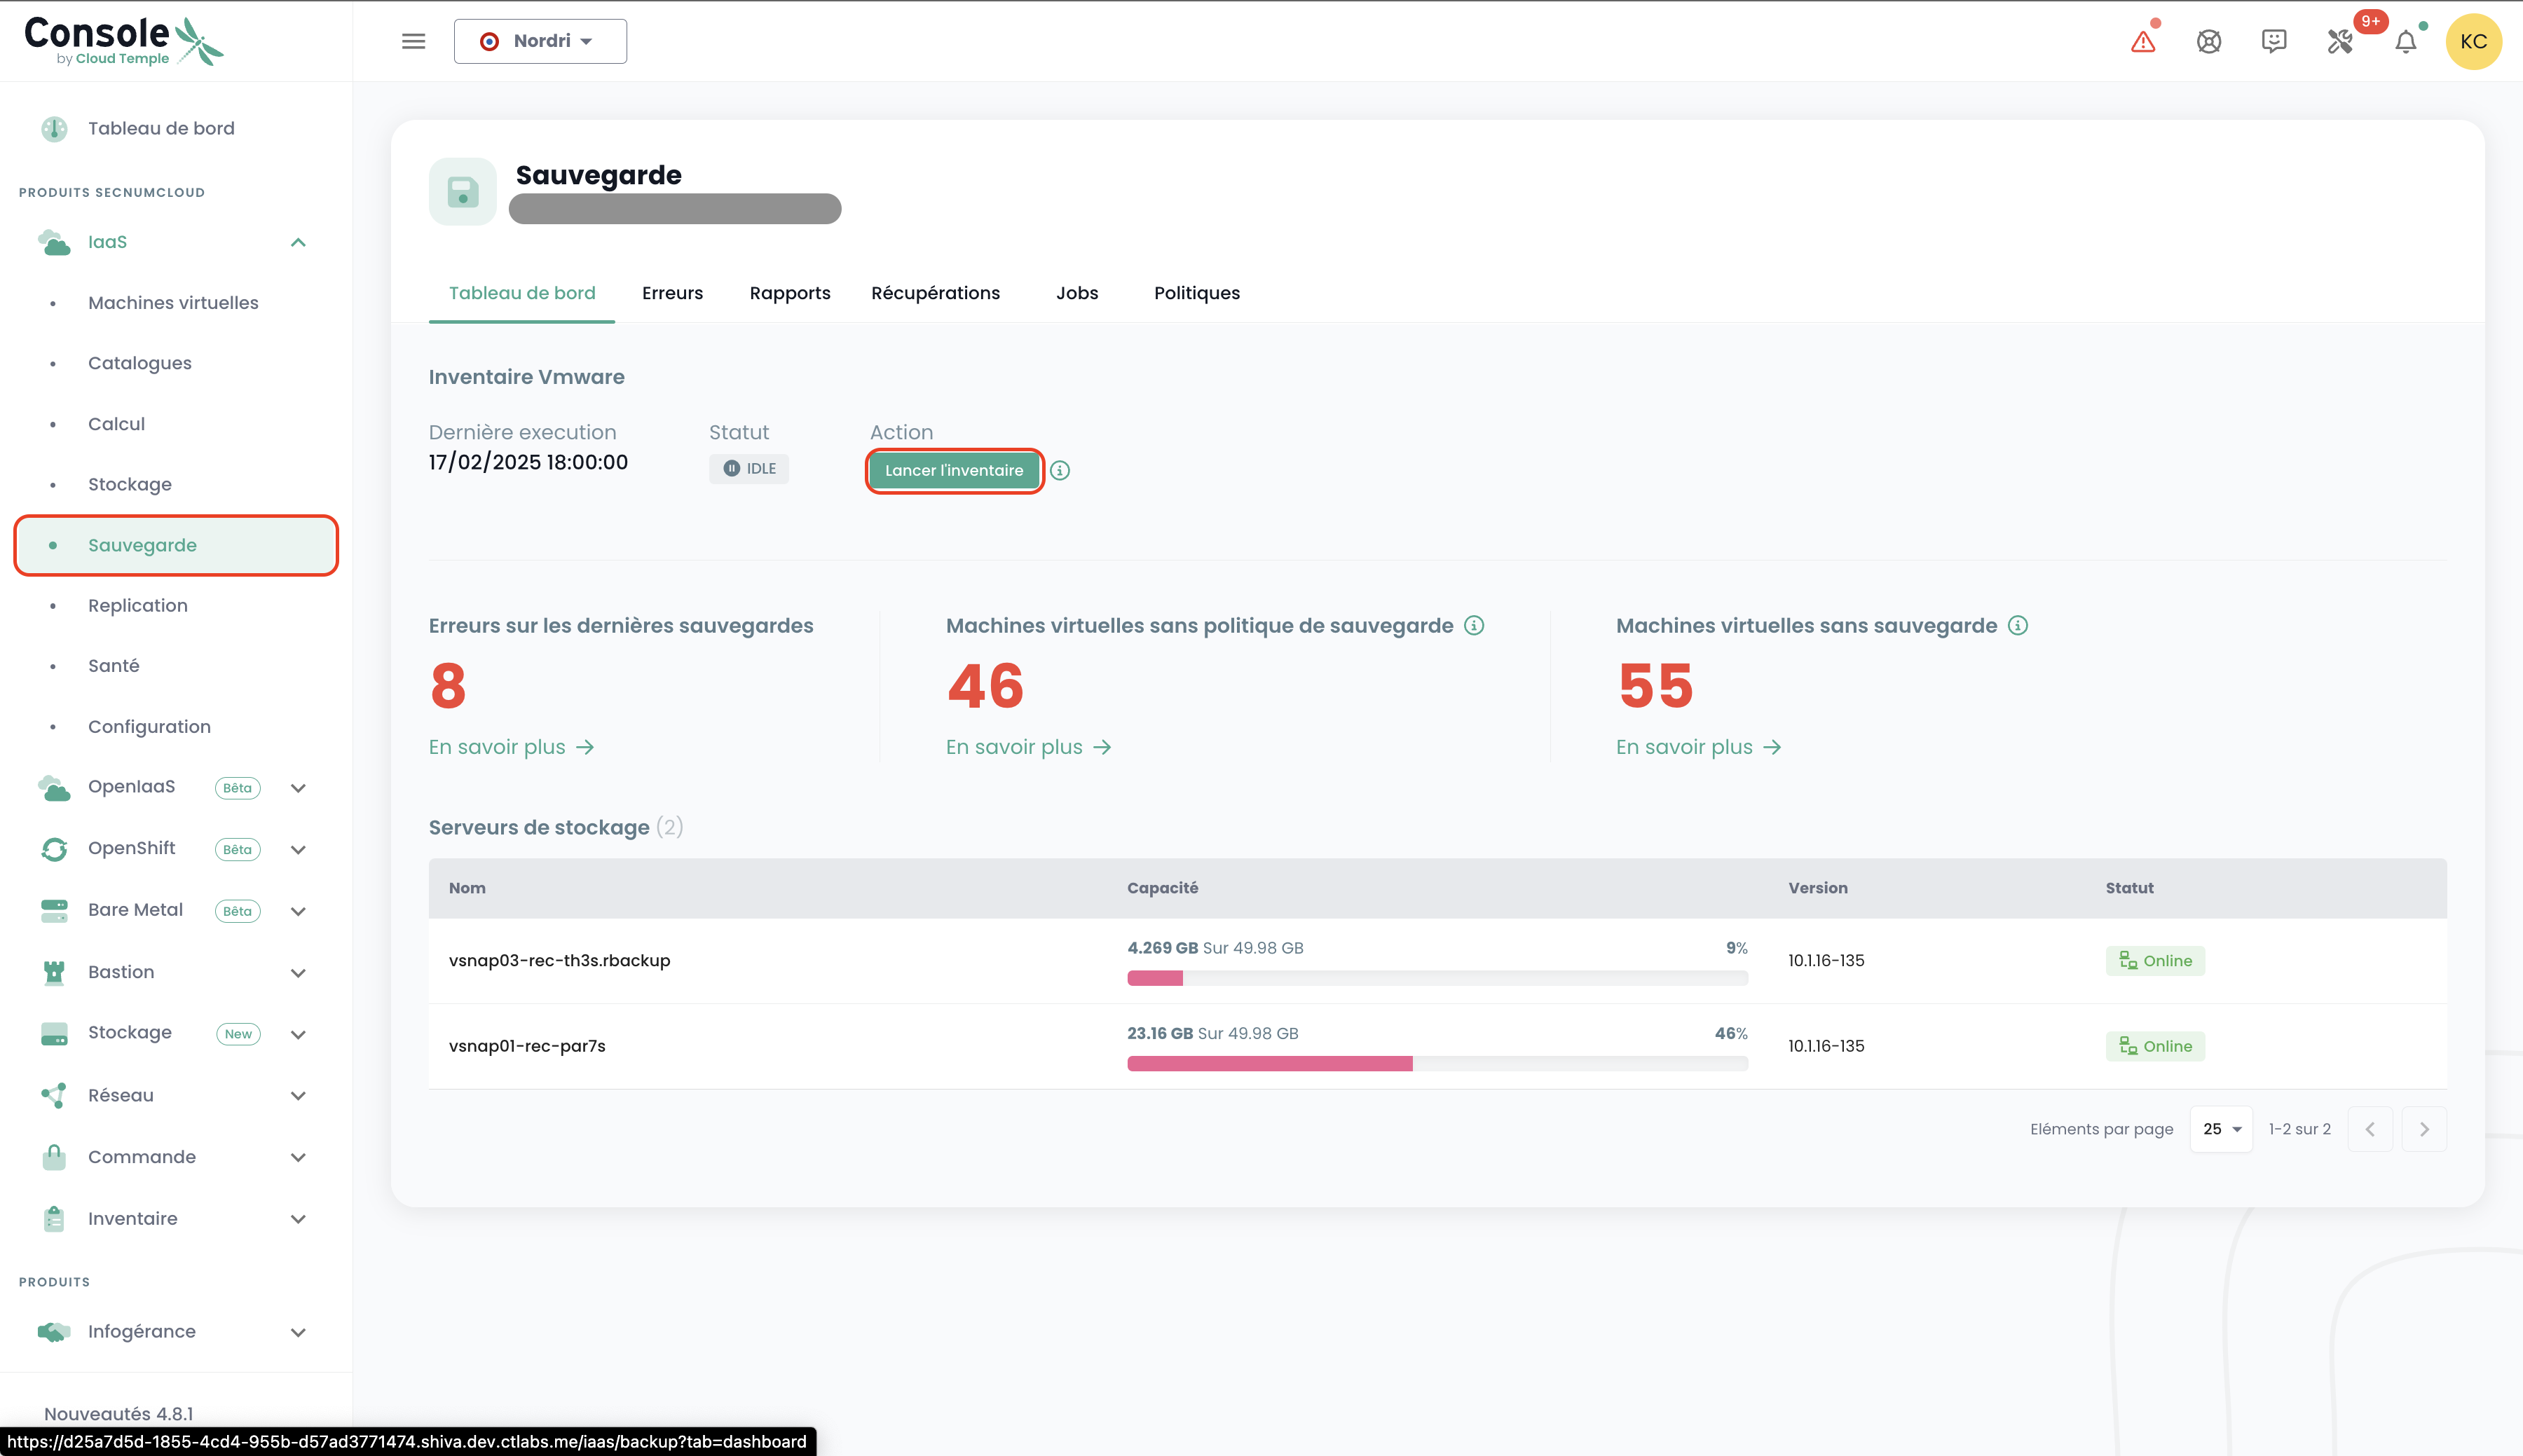 Console
by Cloud Temple
Nordri
9+
KC
Tableau de bord
PRODUITS SECNUMCLOUD
IaaS
Machines virtuelles
Catalogues
Calcul
Stockage
Sauvegarde
Replication
Santé
Configuration
OpenIaaS Bêta
OpenShift Bêta
Bare Metal Bêta
Bastion
Stockage New
Réseau
Commande
Inventaire
PRODUITS
Infogérance
Nouveautés 4.8.1
Sauvegarde
Tableau de bord Erreurs Rapports Récupérations Jobs Politiques
Inventaire Vmware
Dernière execution Statut Action
17/02/2025 18:00:00 IDLE Lancer l'inventaire
Erreurs sur les dernières sauvegardes Machines virtuelles sans politique de sauvegarde Machines virtuelles sans sauvegarde
8 46 55
En savoir plus En savoir plus En savoir plus
Serveurs de stockage (2)
Nom Capacité Version Statut
vsnap03-rec-th3s.rbackup 4.269 GB Sur 49.98 GB 9% 10.1.16-135 Online
vsnap01-rec-par7s 23.16 GB Sur 49.98 GB 46% 10.1.16-135 Online
Eléments par page 25 1-2 sur 2
https://d25a7d5d-1855-4cd4-955b-d57ad3771474.shiva.dev.ctlabs.me/iaas/backup?tab=dashboard